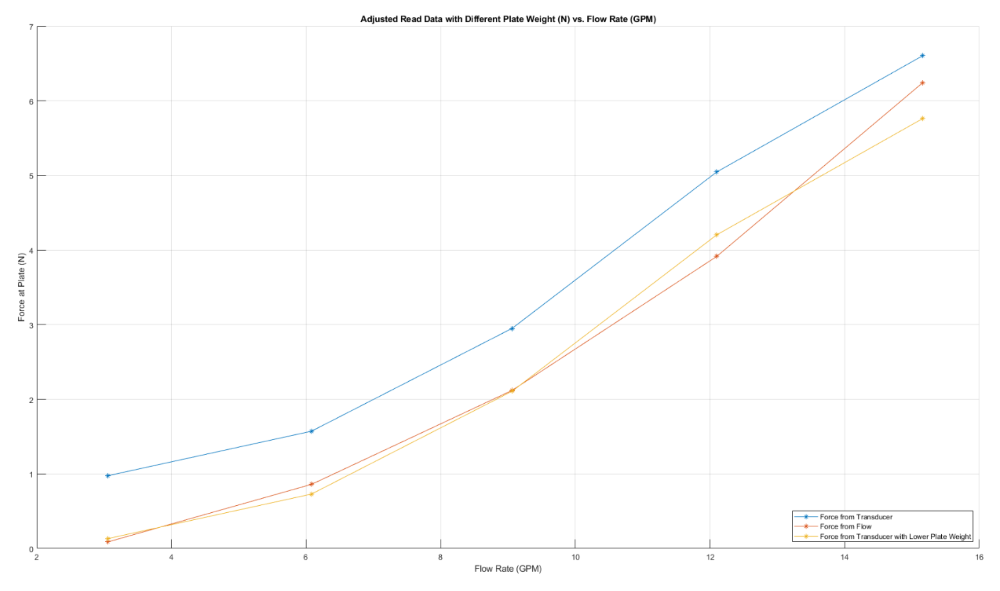 Adjusted Read Data with Different Plate Weight (N) vs. Flow Rate (GPM)
7
6
5
4
3
2
1
0
Force at Plate (N)
2 4 6 8 10 12 14 16
Flow Rate (GPM)
Force from Transducer
Force from Flow
Force from Transducer with Lower Plate Weight